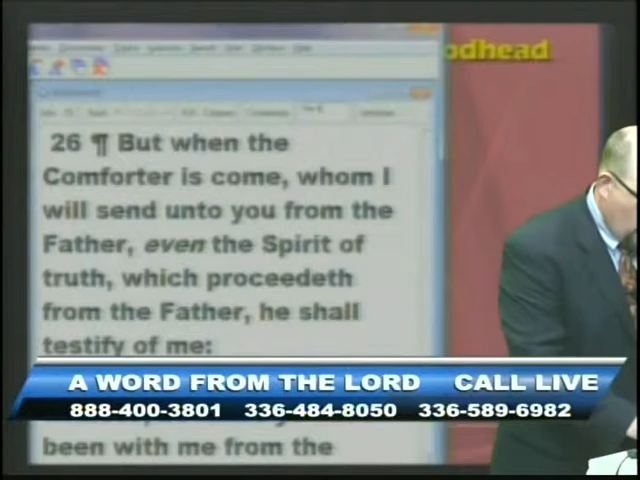 odhead
26 ¶ But when the
Comforter is come, whom I
will send unto you from the
Father, even the Spirit of
truth, which proceedeth
from the Father, he shall
testify of me:
A WORD FROM THE LORD CALL LIVE
888-400-3801 336-484-8050 336-589-6982
been with me from the